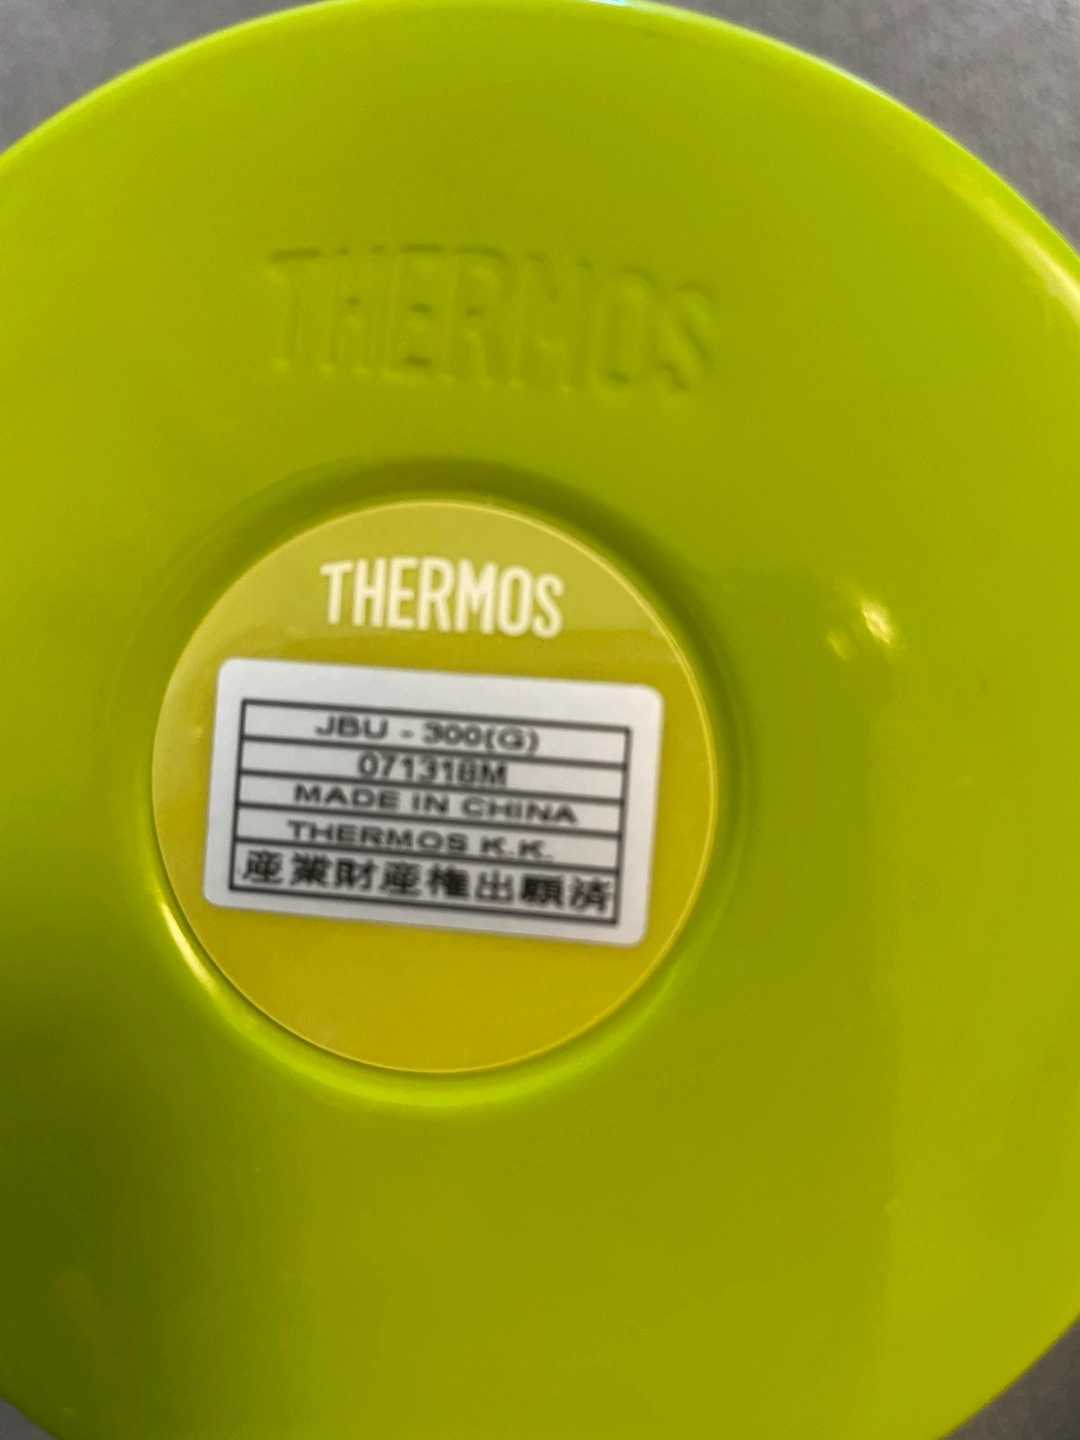 THERMOS
THERMOS
JBU - 300(G)
071318M
MADE IN CHINA
THERMOS K.K.
産業財産権出願済